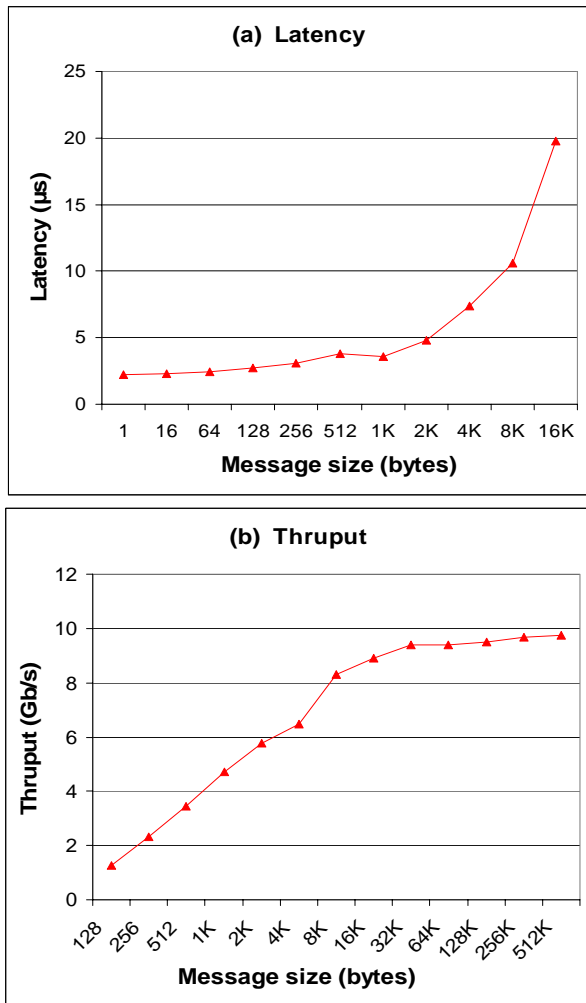 (a) Latency
25
20
15
10
5
0
Latency (µs)
1 16 64 128 256 512 1K 2K 4K 8K 16K
Message size (bytes)
(b) Thruput
12
10
8
6
4
2
0
Thruput (Gb/s)
128 256 512 1K 2K 4K 8K 16K 32K 64K 128K 256K 512K
Message size (bytes)